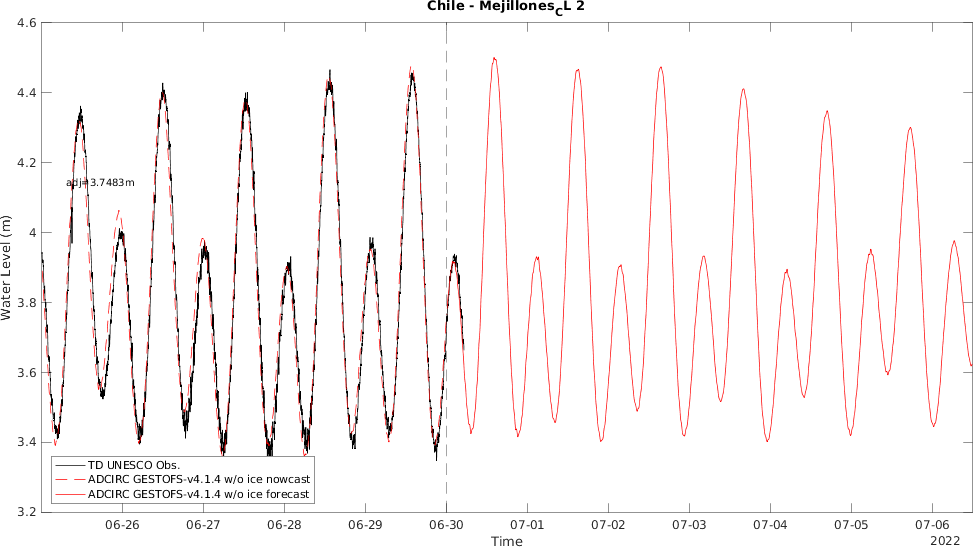 Chile - Mejillones_CL 2
4.6
4.4
4.2
4
3.8
3.6
3.4
3.2
Water Level (m)
adj=3.7483m
TD UNESCO Obs.
ADCIRC GESTOFS-v4.1.4 w/o ice nowcast
ADCIRC GESTOFS-v4.1.4 w/o ice forecast
06-26 06-27 06-28 06-29 06-30 07-01 07-02 07-03 07-04 07-05 07-06
Time
2022